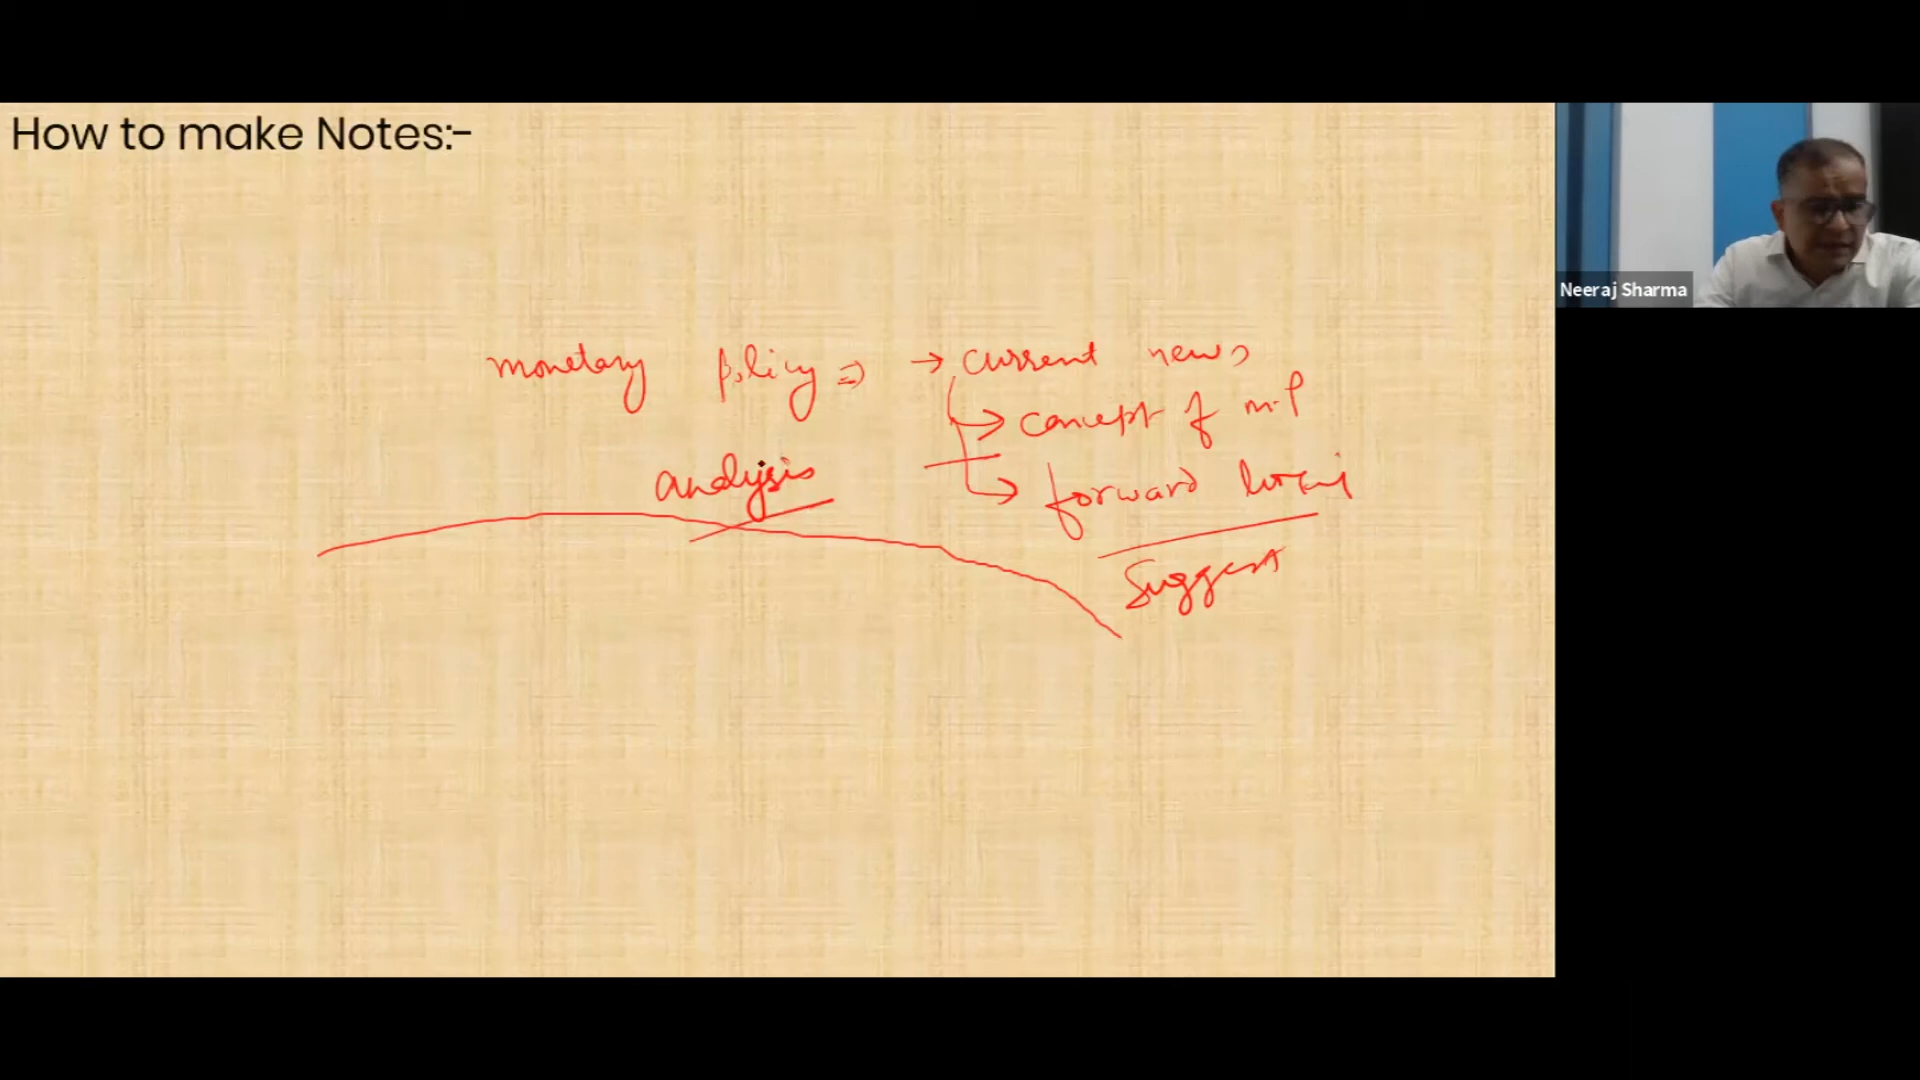 How to make Notes:-
Neeraj Sharma
monetary policy => → current news
→ concept of m.P
analysis
→ forward looking
Suggest